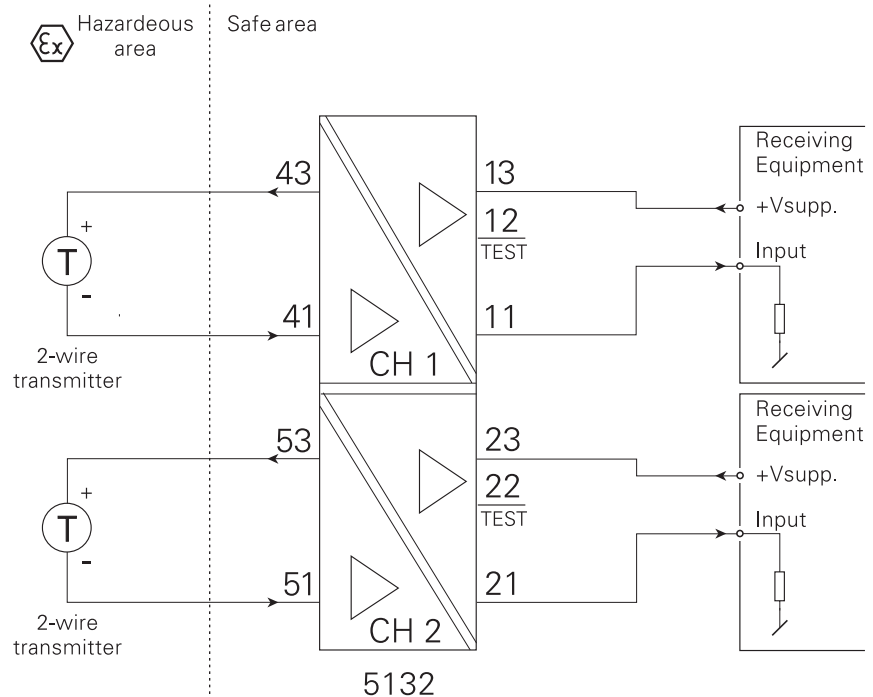 Ex
Hazardeous
area
Safe area
43
13
12
TEST
41
11
CH 1
T
+
-
2-wire
transmitter
Receiving
Equipment
+Vsupp.
Input
53
23
22
TEST
51
21
CH 2
T
+
-
2-wire
transmitter
Receiving
Equipment
+Vsupp.
Input
5132